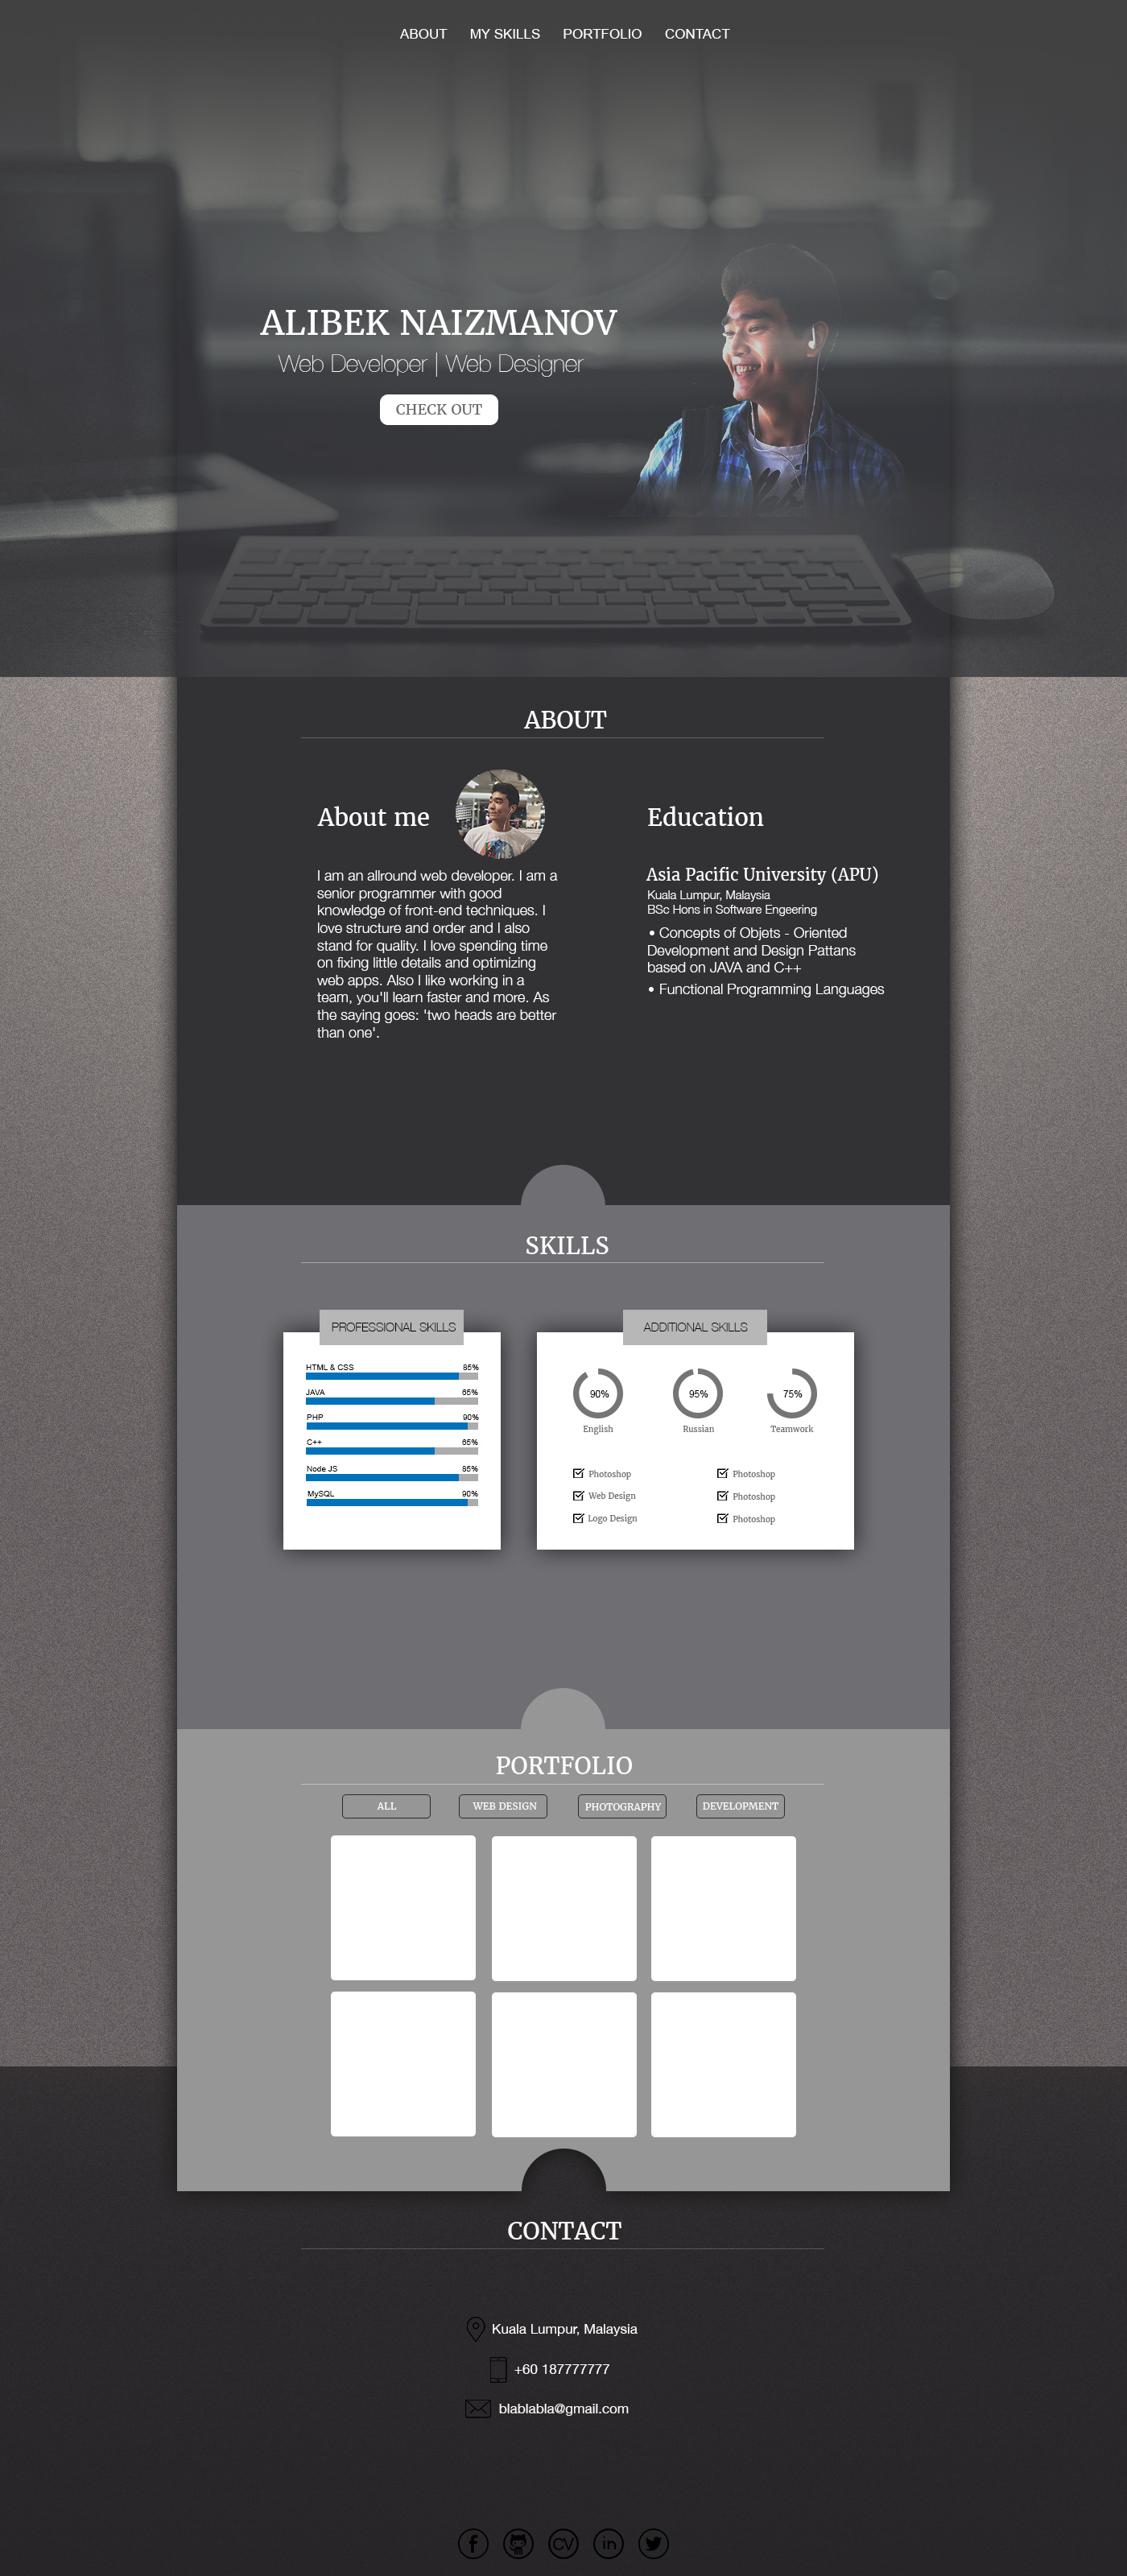 ABOUT MY SKILLS PORTFOLIO CONTACT
ALIBEK NAIZMANOV
Web Developer | Web Designer
CHECK OUT
ABOUT
About me
I am an allround web developer. I am a
senior programmer with good
knowledge of front-end techniques. I
love structure and order and I also
stand for quality. I love spending time
on fixing little details and optimizing
web apps. Also I like working in a
team, you'll learn faster and more. As
the saying goes: 'two heads are better
than one'.
Education
Asia Pacific University (APU)
Kuala Lumpur, Malaysia
BSc Hons in Software Engeering
• Concepts of Objets - Oriented
Development and Design Pattans
based on JAVA and C++
• Functional Programming Languages
SKILLS
PROFESSIONAL SKILLS
HTML & CSS 85%
JAVA 65%
PHP 90%
C++ 65%
Node JS 85%
MySQL 90%
ADDITIONAL SKILLS
90% 95% 75%
English Russian Teamwork
Photoshop Photoshop
Web Design Photoshop
Logo Design Photoshop
PORTFOLIO
ALL WEB DESIGN PHOTOGRAPHY DEVELOPMENT
CONTACT
Kuala Lumpur, Malaysia
+60 187777777
blablabla@gmail.com
f CV in